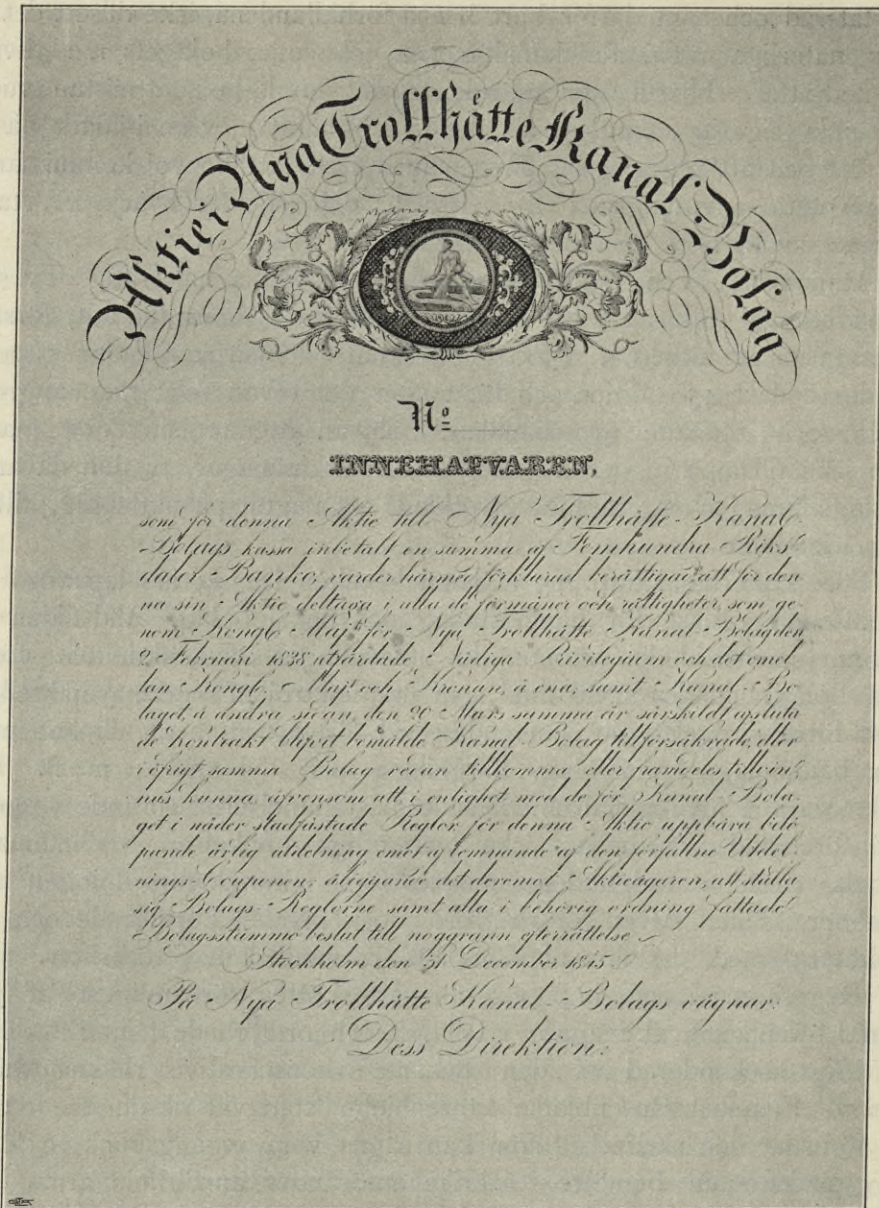 Aktie i Nya Trollhätte Kanal-Bolag
No
INNEHAFVAREN,
som för denna Aktie till Nya Trollhätte Kanal-
Bolags kassa inbetalt en summa af Femhundra Riks-
daler Banko, varder härmed förklarad berättigad att för den-
na sin Aktie deltaga i alla de förmåner och rättigheter, som ge-
nom Kongl. Maj:ts för Nya Trollhätte Kanal-Bolag den
2 Februari 1838 utfärdade Nådiga Privilegium och det emel-
lan Kongl. Maj:t och Kronan, å ena, samt Kanal-Bo-
laget, å andra sidan, den 20 Mars samma år särskildt afsluta-
de kontrakt blifvit bemälde Kanal-Bolag tillförsäkrade, eller
i öfrigt samma Bolag redan tillkomma eller framdeles tillvin-
nas kunna äfvensom att i enlighet med de för Kanal-Bola-
get i nåder stadfästade Reglor för denna Aktie uppbära belö-
pande årlig utdelning emot aflemnande af den förfallne Utdel-
nings-Couponen; åliggande det deremot Aktieägaren, att ställa
sig Bolags-Reglorne samt alla i behörig ordning fattade
Bolagsstämmobeslut till noggrann efterrättelse.
Stockholm den 31 December 1845.
På Nya Trollhätte Kanal-Bolags vägnar:
Dess Direktion: